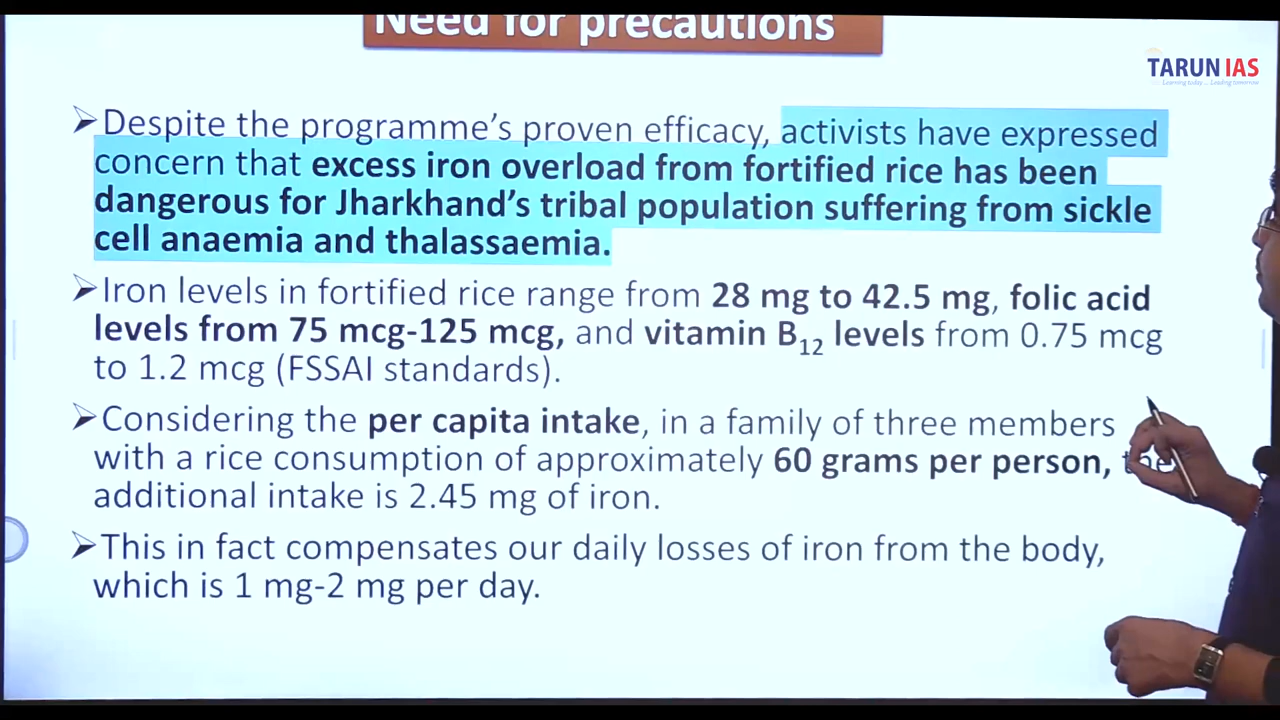 Need for precautions
TARUN IAS
Learning today... Leading tomorrow
➢Despite the programme's proven efficacy, activists have expressed
concern that excess iron overload from fortified rice has been
dangerous for Jharkhand's tribal population suffering from sickle
cell anaemia and thalassaemia.
➢Iron levels in fortified rice range from 28 mg to 42.5 mg, folic acid
levels from 75 mcg-125 mcg, and vitamin B12 levels from 0.75 mcg
to 1.2 mcg (FSSAI standards).
➢Considering the per capita intake, in a family of three members
with a rice consumption of approximately 60 grams per person, the
additional intake is 2.45 mg of iron.
➢This in fact compensates our daily losses of iron from the body,
which is 1 mg-2 mg per day.